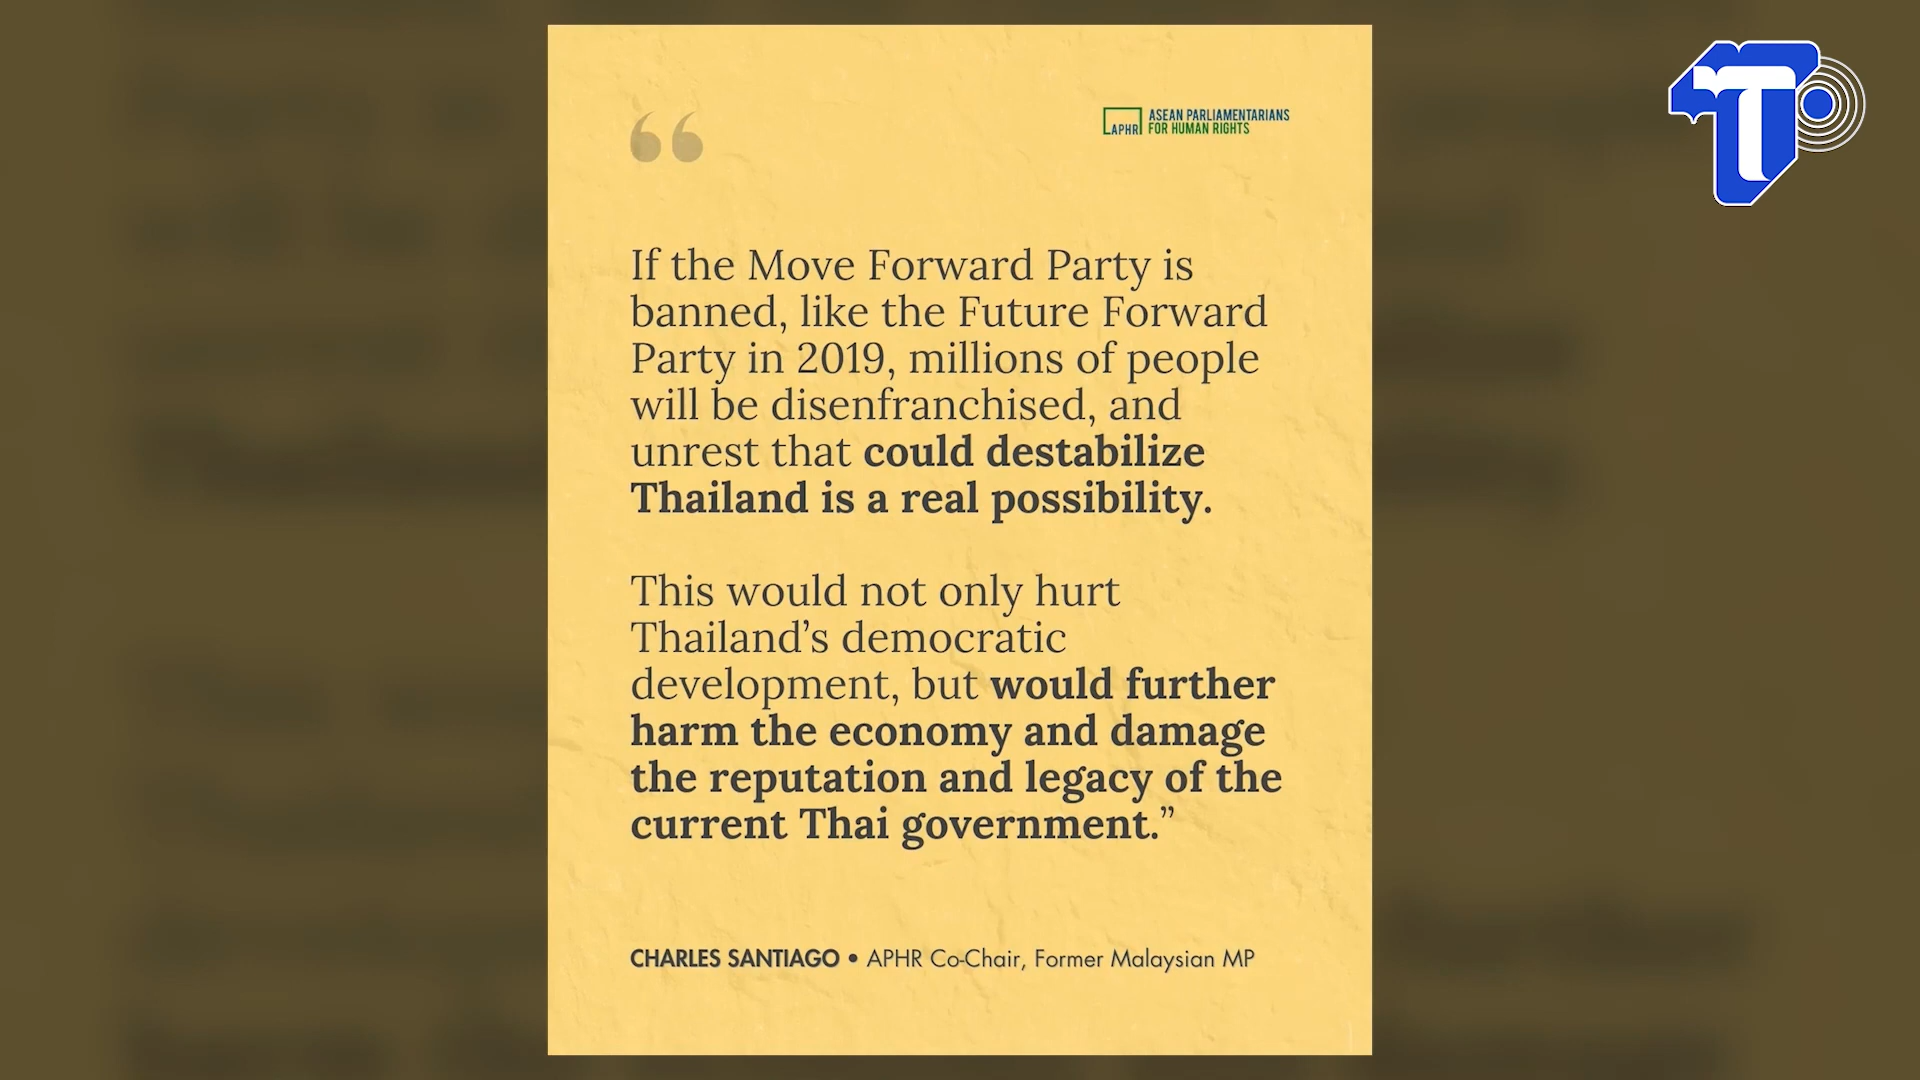 “
ASEAN PARLIAMENTARIANS
APHR FOR HUMAN RIGHTS
If the Move Forward Party is
banned, like the Future Forward
Party in 2019, millions of people
will be disenfranchised, and
unrest that could destabilize
Thailand is a real possibility.
This would not only hurt
Thailand’s democratic
development, but would further
harm the economy and damage
the reputation and legacy of the
current Thai government.”
CHARLES SANTIAGO • APHR Co-Chair, Former Malaysian MP
T